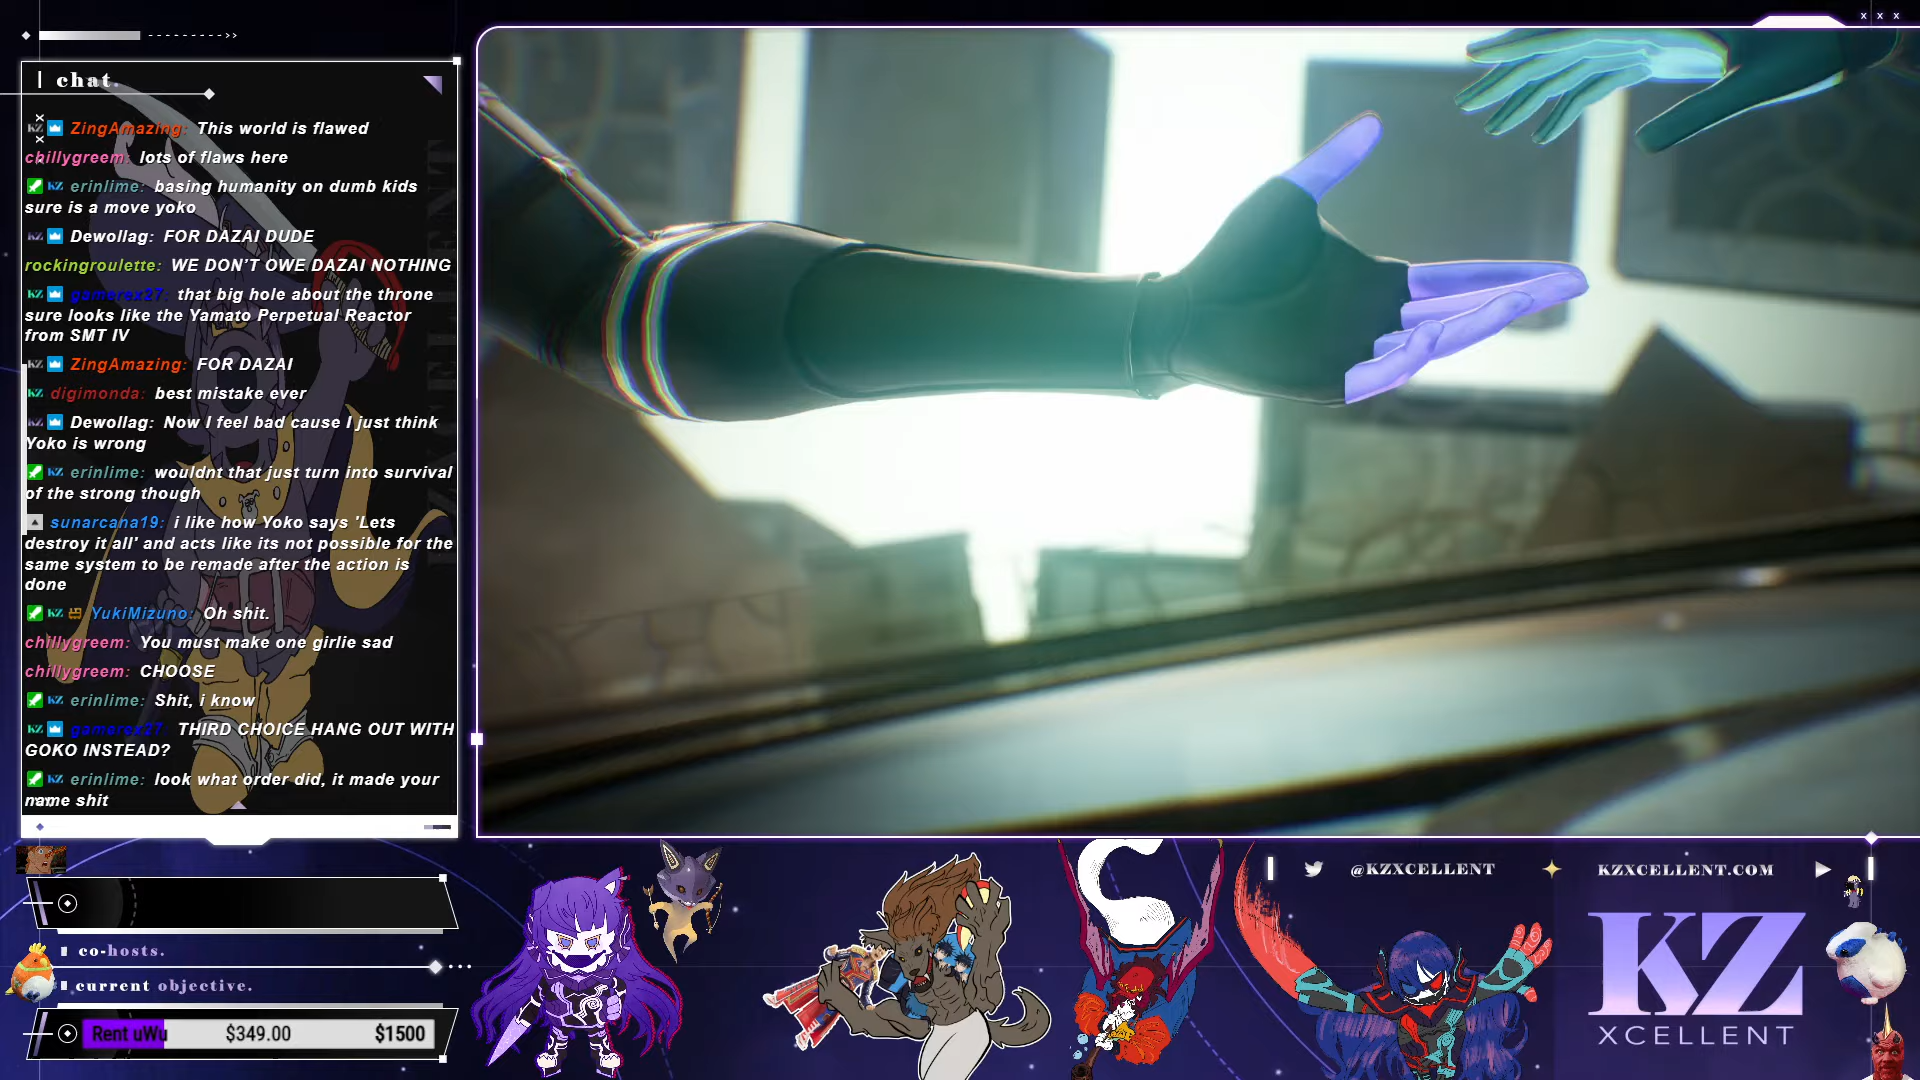 --------->>
x x x
chat.
ZingAmazing: This world is flawed
chillygreem: lots of flaws here
erinlime: basing humanity on dumb kids
sure is a move yoko
Dewollag: FOR DAZAI DUDE
rockingroulette: WE DON'T OWE DAZAI NOTHING
gamerex27: that big hole about the throne
sure looks like the Yamato Perpetual Reactor
from SMT IV
ZingAmazing: FOR DAZAI
digimonda: best mistake ever
Dewollag: Now I feel bad cause I just think
Yoko is wrong
erinlime: wouldnt that just turn into survival
of the strong though
sunarcana19: i like how Yoko says 'Lets
destroy it all' and acts like its not possible for the
same system to be remade after the action is
done
YukiMizuno: Oh shit.
chillygreem: You must make one girlie sad
chillygreem: CHOOSE
erinlime: Shit, i know
gamerex27: THIRD CHOICE HANG OUT WITH
GOKO INSTEAD?
erinlime: look what order did, it made your
name shit
co-hosts.
current objective.
Rent uWu $349.00 $1500
@KZXCELLENT
KZXCELLENT.COM
KZ
XCELLENT